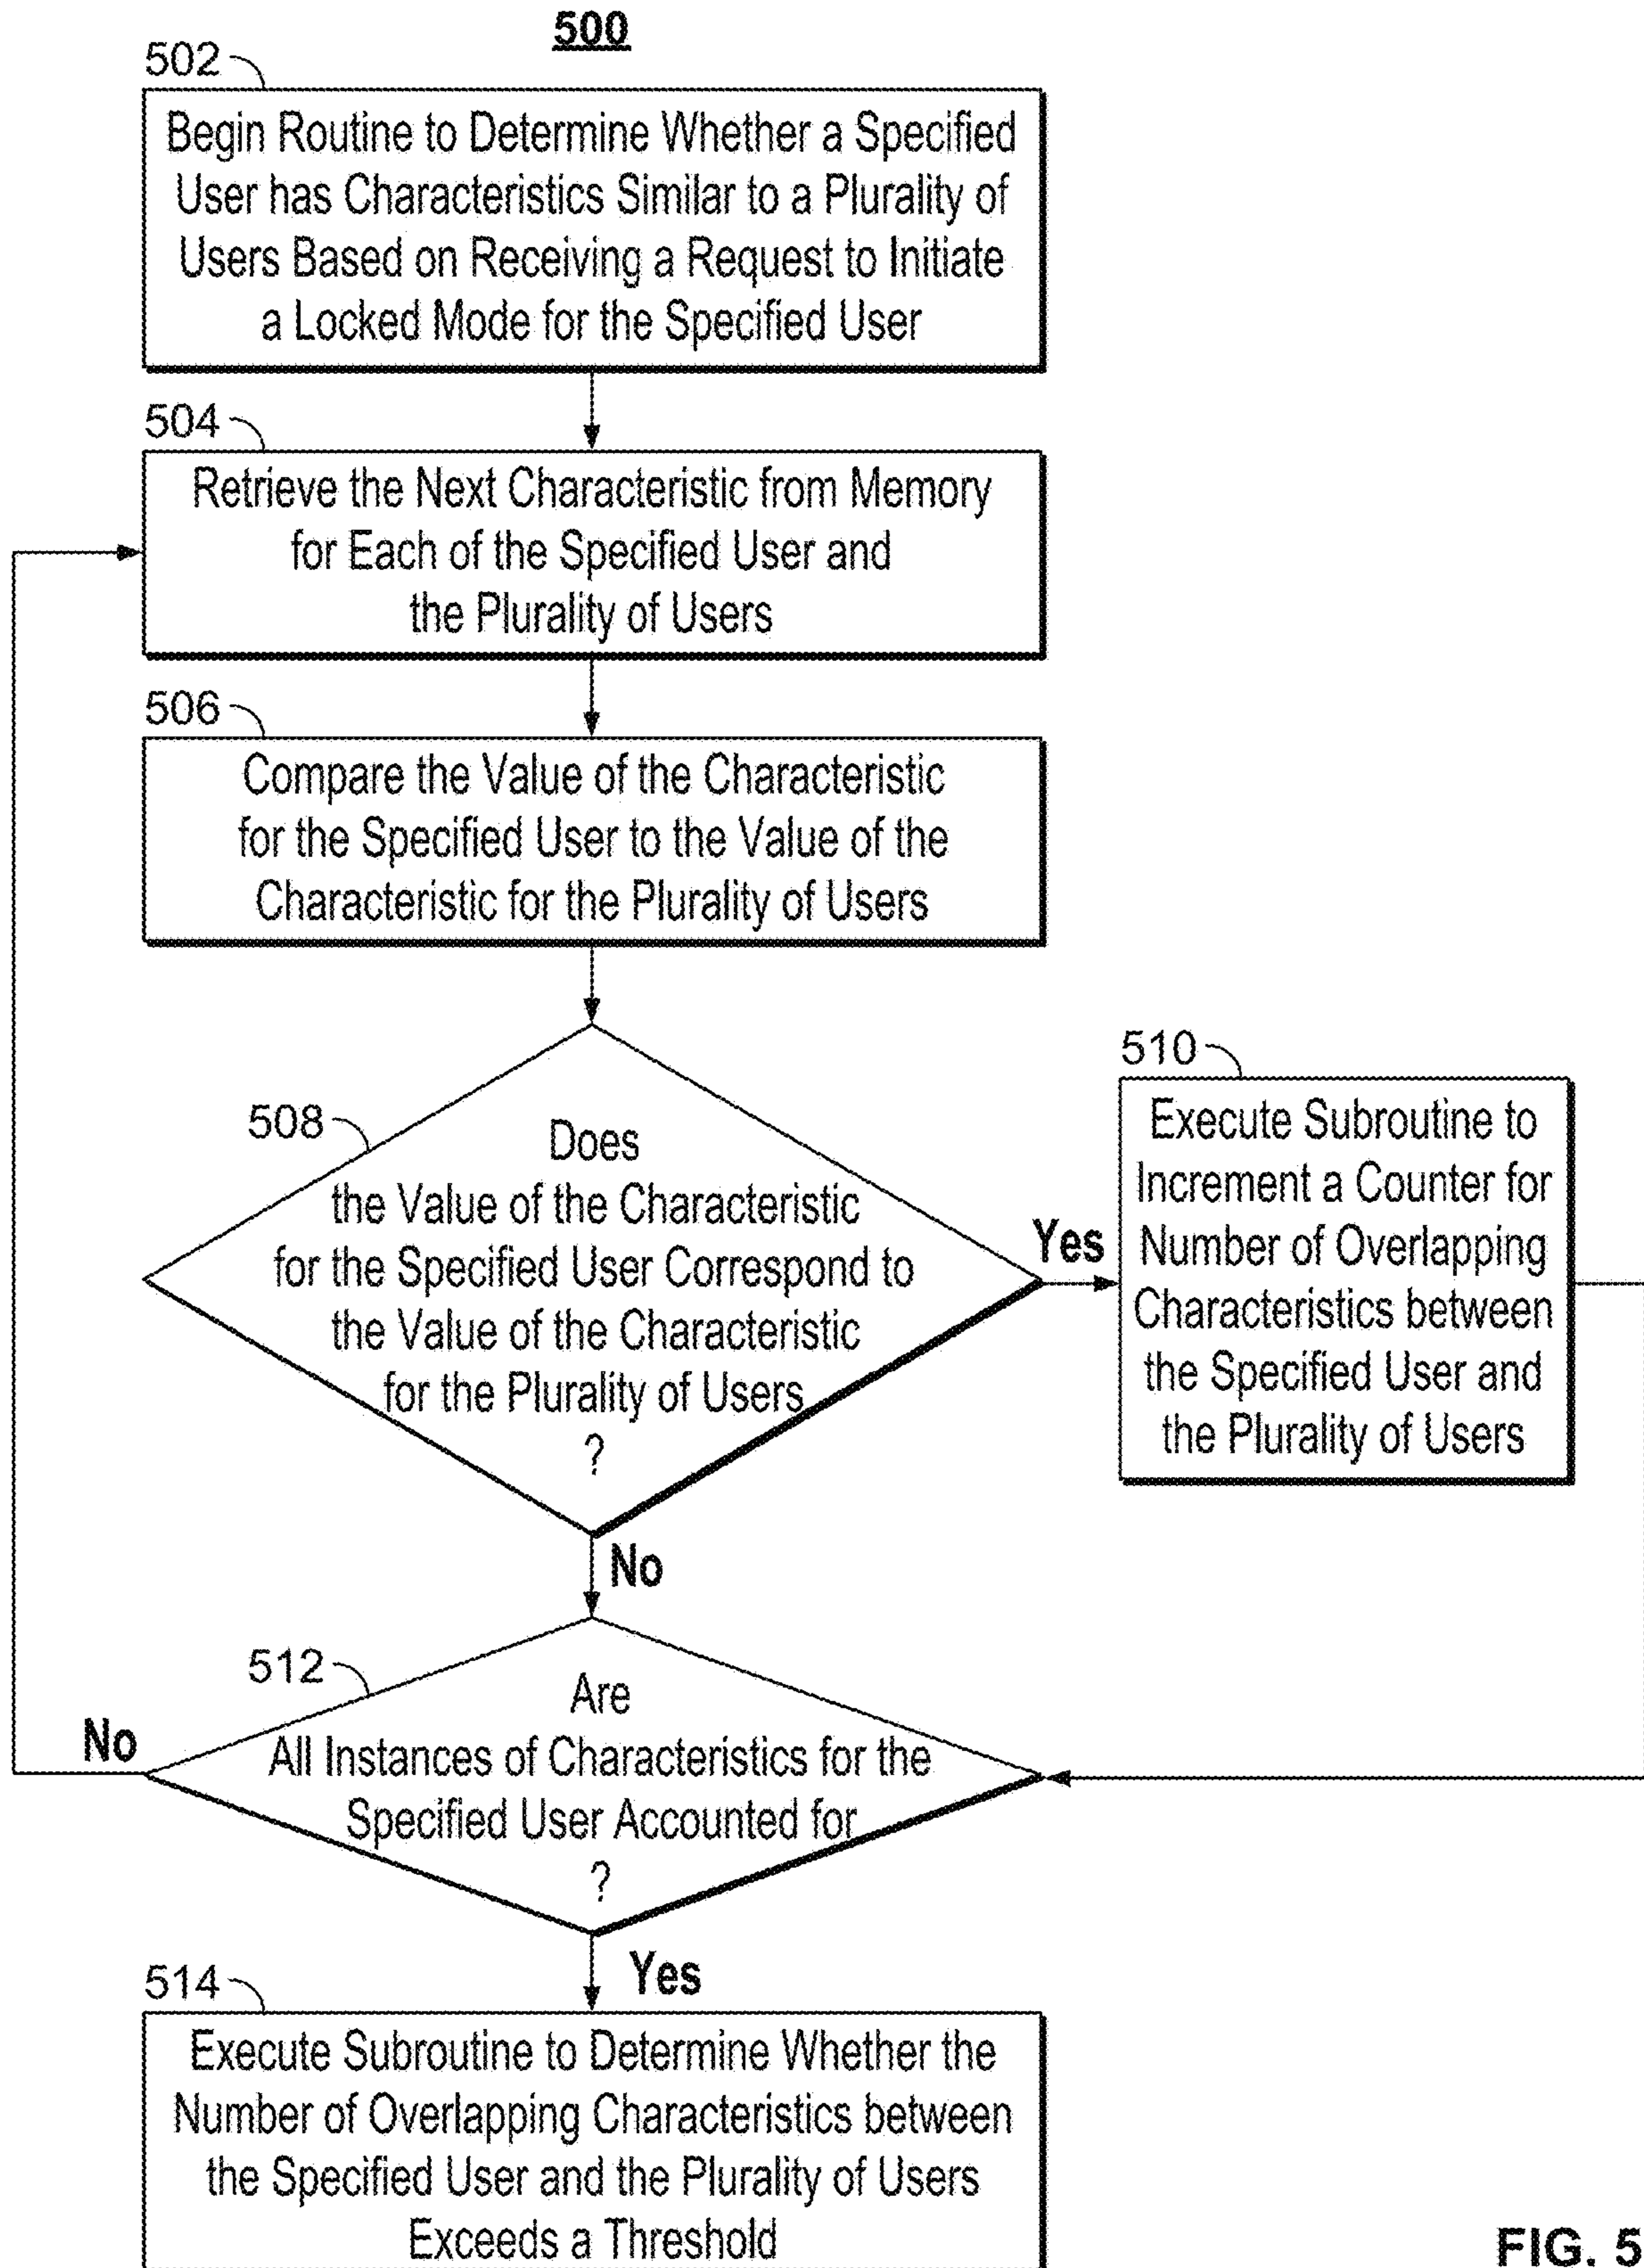 500
502
Begin Routine to Determine Whether a Specified
User has Characteristics Similar to a Plurality of
Users Based on Receiving a Request to Initiate
a Locked Mode for the Specified User
504
Retrieve the Next Characteristic from Memory
for Each of the Specified User and
the Plurality of Users
506
Compare the Value of the Characteristic
for the Specified User to the Value of the
Characteristic for the Plurality of Users
508
Does
the Value of the Characteristic
for the Specified User Correspond to
the Value of the Characteristic
for the Plurality of Users
?
Yes
510
Execute Subroutine to
Increment a Counter for
Number of Overlapping
Characteristics between
the Specified User and
the Plurality of Users
No
512
Are
All Instances of Characteristics for the
Specified User Accounted for
?
No
Yes
514
Execute Subroutine to Determine Whether the
Number of Overlapping Characteristics between
the Specified User and the Plurality of Users
Exceeds a Threshold
FIG. 5